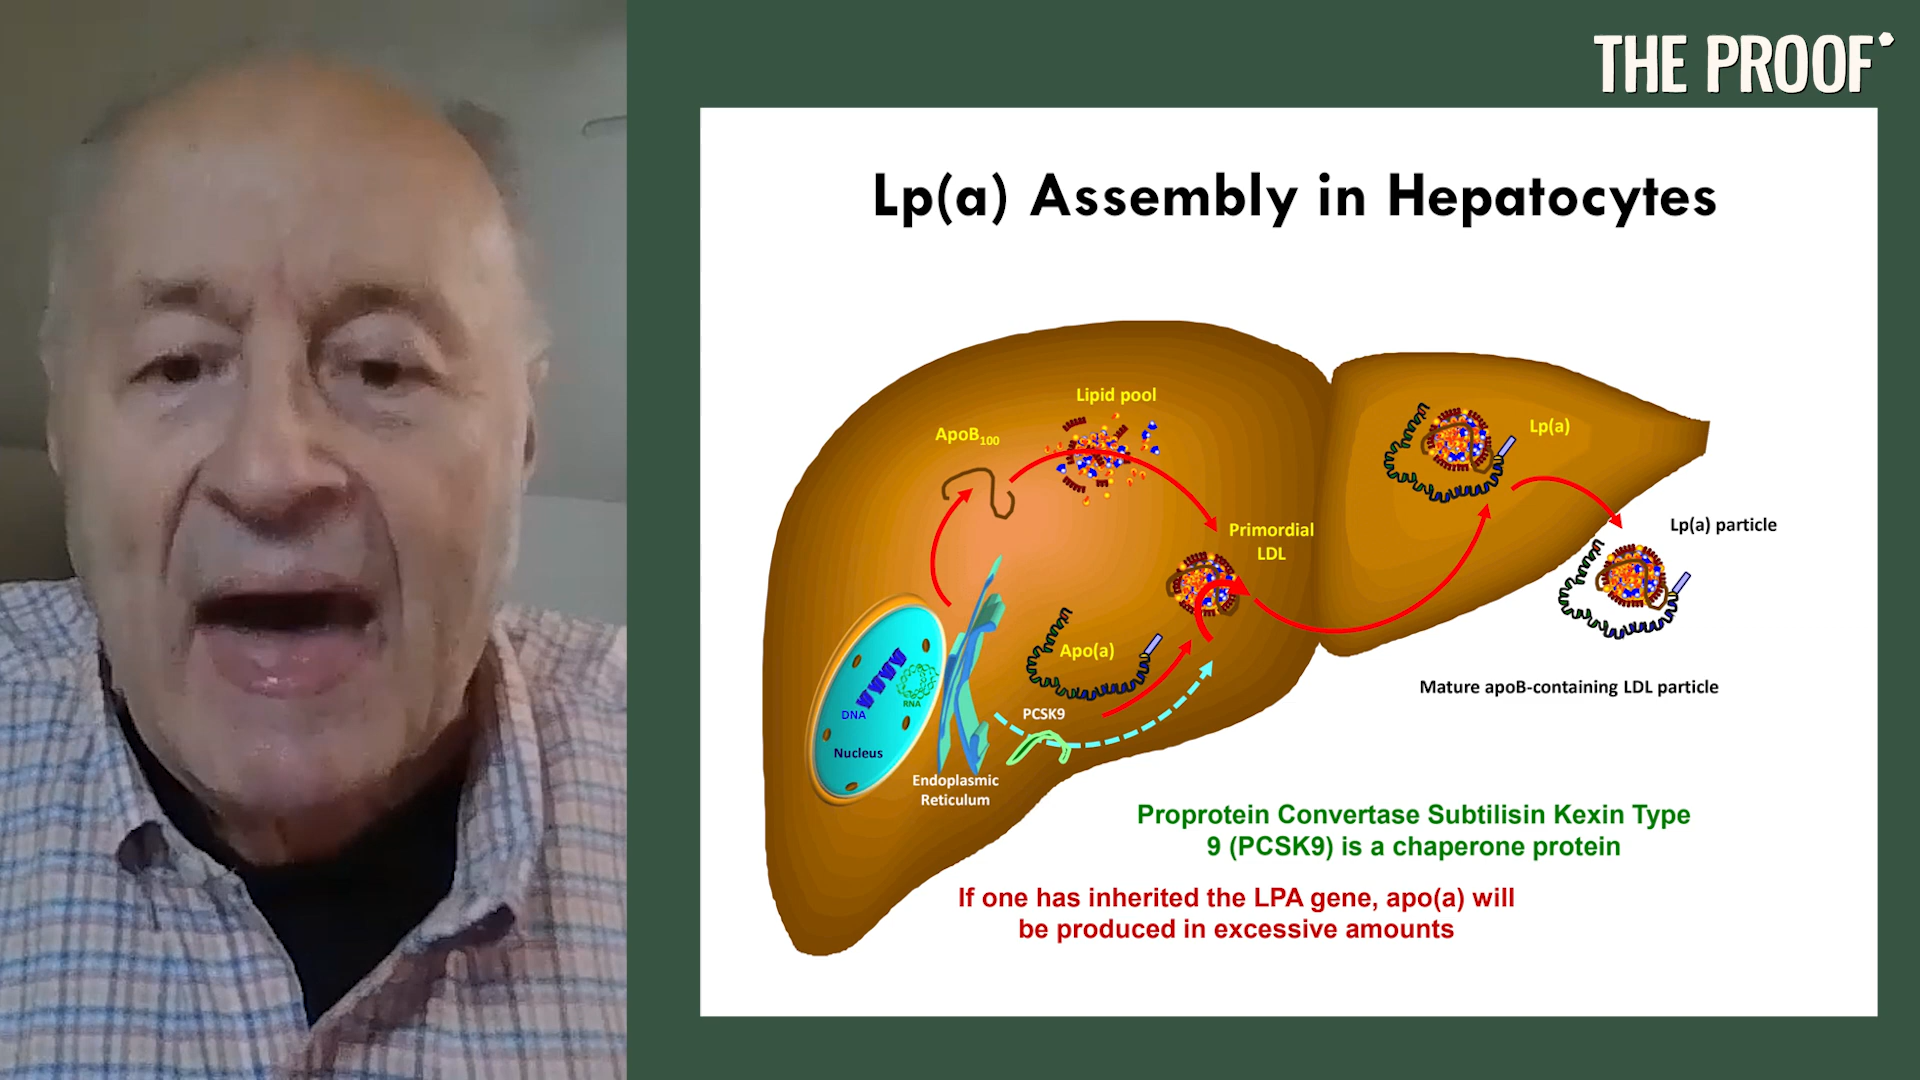 THE PROOF
Lp(a) Assembly in Hepatocytes
Lipid pool
ApoB100
Lp(a)
Primordial
LDL
Lp(a) particle
Apo(a)
Mature apoB-containing LDL particle
DNA
RNA
PCSK9
Nucleus
Endoplasmic
Reticulum
Proprotein Convertase Subtilisin Kexin Type
9 (PCSK9) is a chaperone protein
If one has inherited the LPA gene, apo(a) will
be produced in excessive amounts